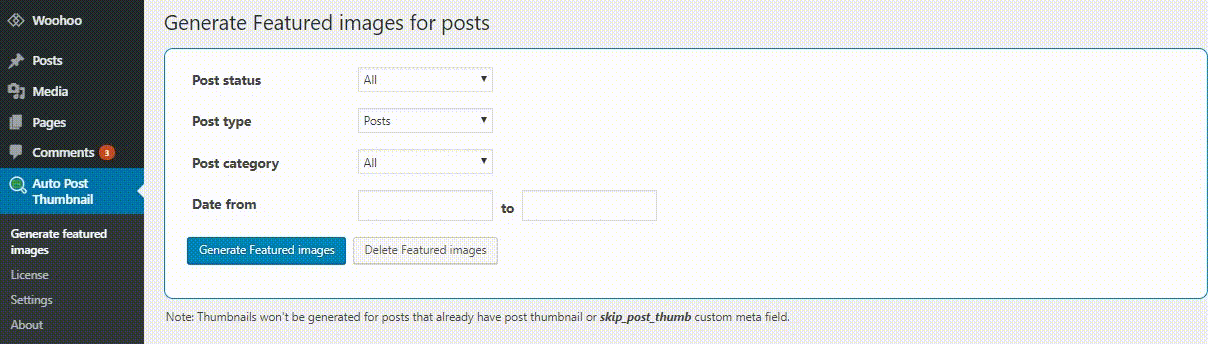 Woohoo
Posts
Media
Pages
Comments 3
Auto Post
Thumbnail
Generate featured
images
License
Settings
About
Generate Featured images for posts
Post status All
Post type Posts
Post category All
Date from to
Generate Featured images Delete Featured images
Note: Thumbnails won't be generated for posts that already have post thumbnail or skip_post_thumb custom meta field.